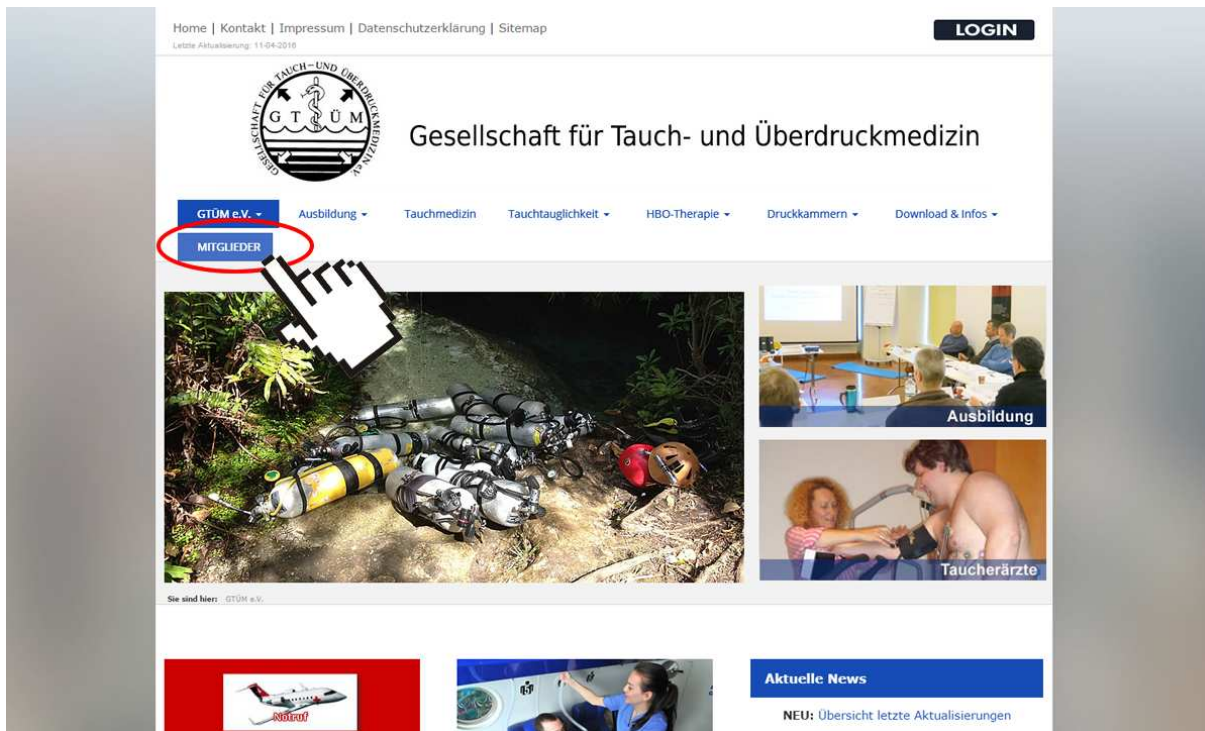 Home | Kontakt | Impressum | Datenschutzerklärung | Sitemap
LOGIN
Letzte Aktualisierung: 11-04-2016
GESELLSCHAFT FÜR TAUCH-UND ÜBERDRUCKMEDIZIN e.V.
G T Ü M
Gesellschaft für Tauch- und Überdruckmedizin
GTÜM e.V. Ausbildung Tauchmedizin Tauchtauglichkeit HBO-Therapie Druckkammern Download & Infos
MITGLIEDER
Ausbildung
Taucherärzte
Sie sind hier: GTÜM e.V.
Notruf
Aktuelle News
NEU: Übersicht letzte Aktualisierungen